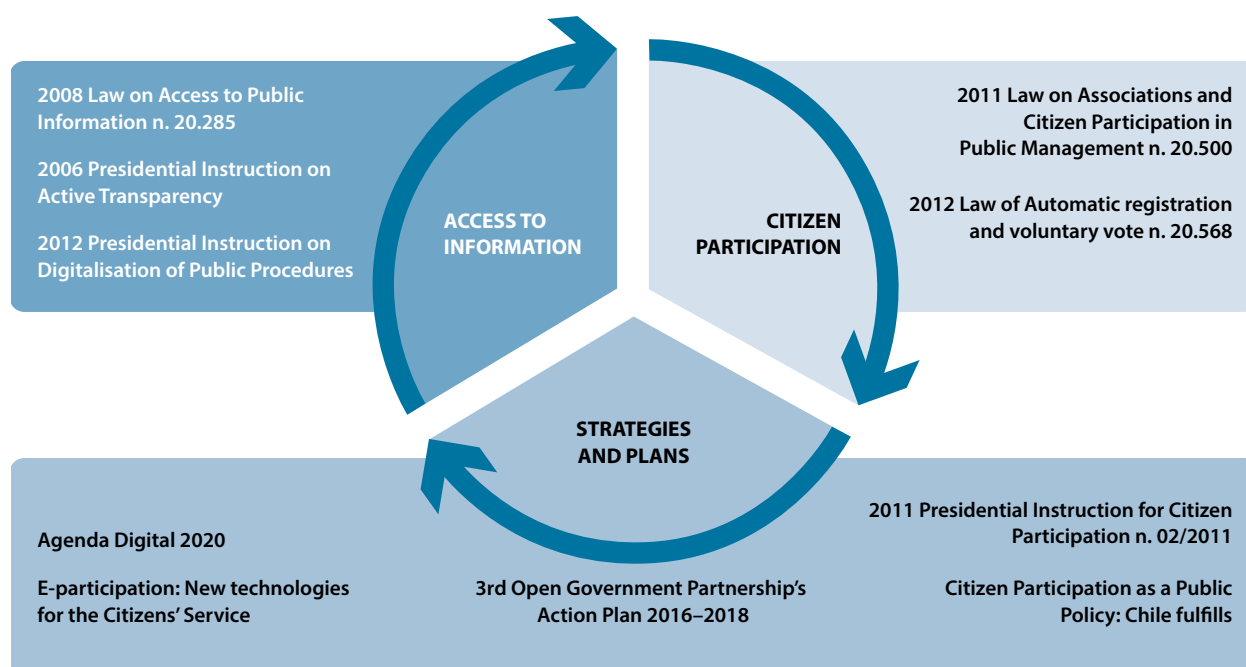 2008 Law on Access to Public
Information n. 20.285
2006 Presidential Instruction on
Active Transparency
2012 Presidential Instruction on
Digitalisation of Public Procedures
ACCESS TO
INFORMATION
CITIZEN
PARTICIPATION
2011 Law on Associations and
Citizen Participation in
Public Management n. 20.500
2012 Law of Automatic registration
and voluntary vote n. 20.568
STRATEGIES
AND PLANS
Agenda Digital 2020
E-participation: New technologies
for the Citizens’ Service
3rd Open Government Partnership’s
Action Plan 2016–2018
2011 Presidential Instruction for Citizen
Participation n. 02/2011
Citizen Participation as a Public
Policy: Chile fulfills